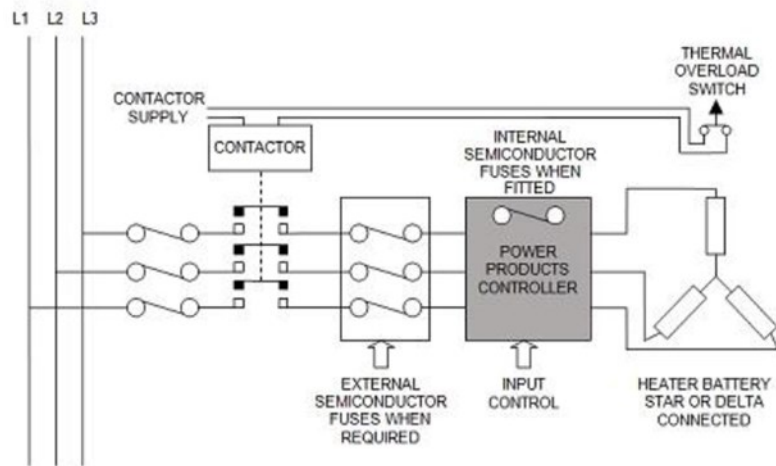 L1 L2 L3
THERMAL
OVERLOAD
SWITCH
CONTACTOR
SUPPLY
CONTACTOR
INTERNAL
SEMICONDUCTOR
FUSES WHEN
FITTED
POWER
PRODUCTS
CONTROLLER
EXTERNAL
SEMICONDUCTOR
FUSES WHEN
REQUIRED
INPUT
CONTROL
HEATER BATTERY
STAR OR DELTA
CONNECTED